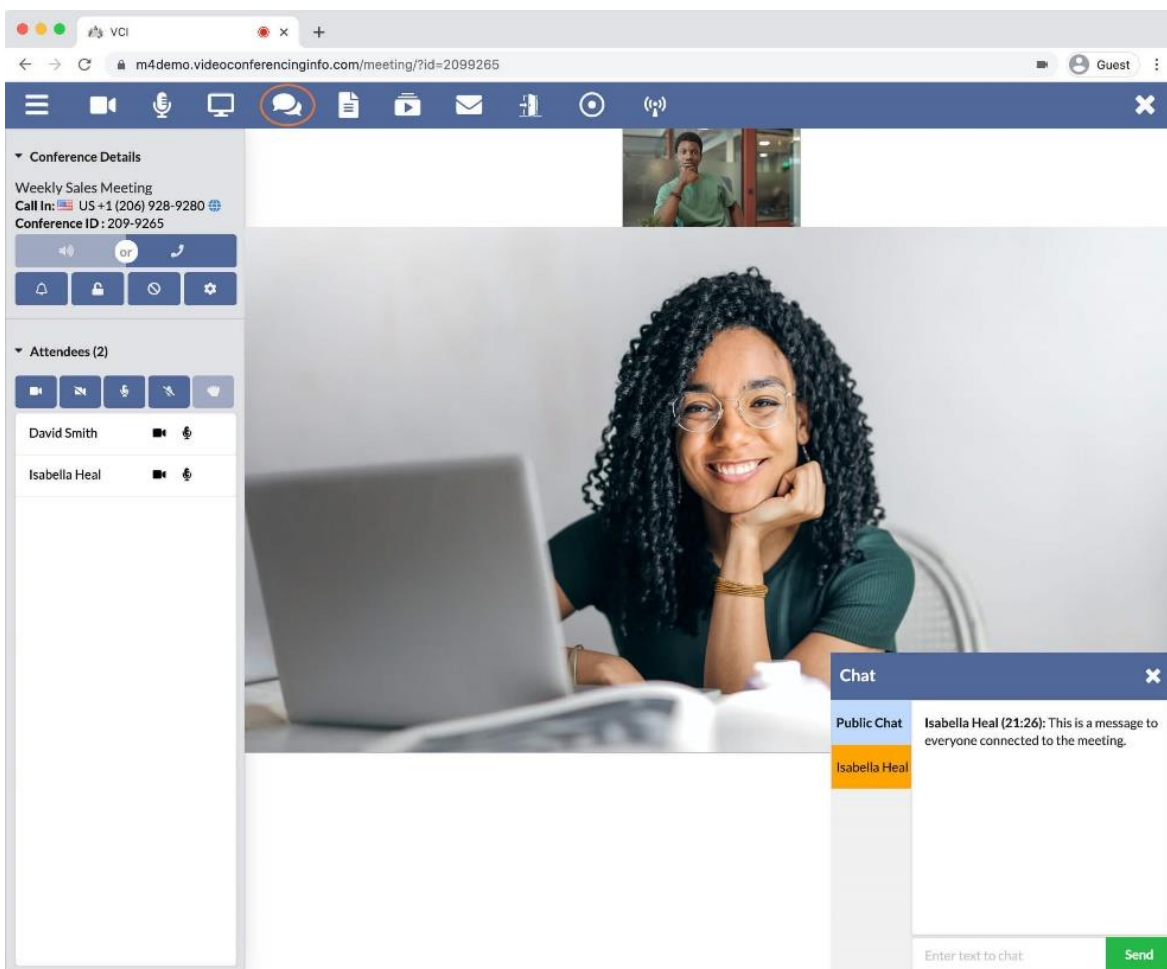 VCI
m4demo.videoconferencinginfo.com/meeting/?id=2099265
Guest
Conference Details
Weekly Sales Meeting
Call In: US +1 (206) 928-9280
Conference ID : 209-9265
or
Attendees (2)
David Smith
Isabella Heal
Chat
Public Chat
Isabella Heal
Isabella Heal (21:26): This is a message to
everyone connected to the meeting.
Enter text to chat
Send